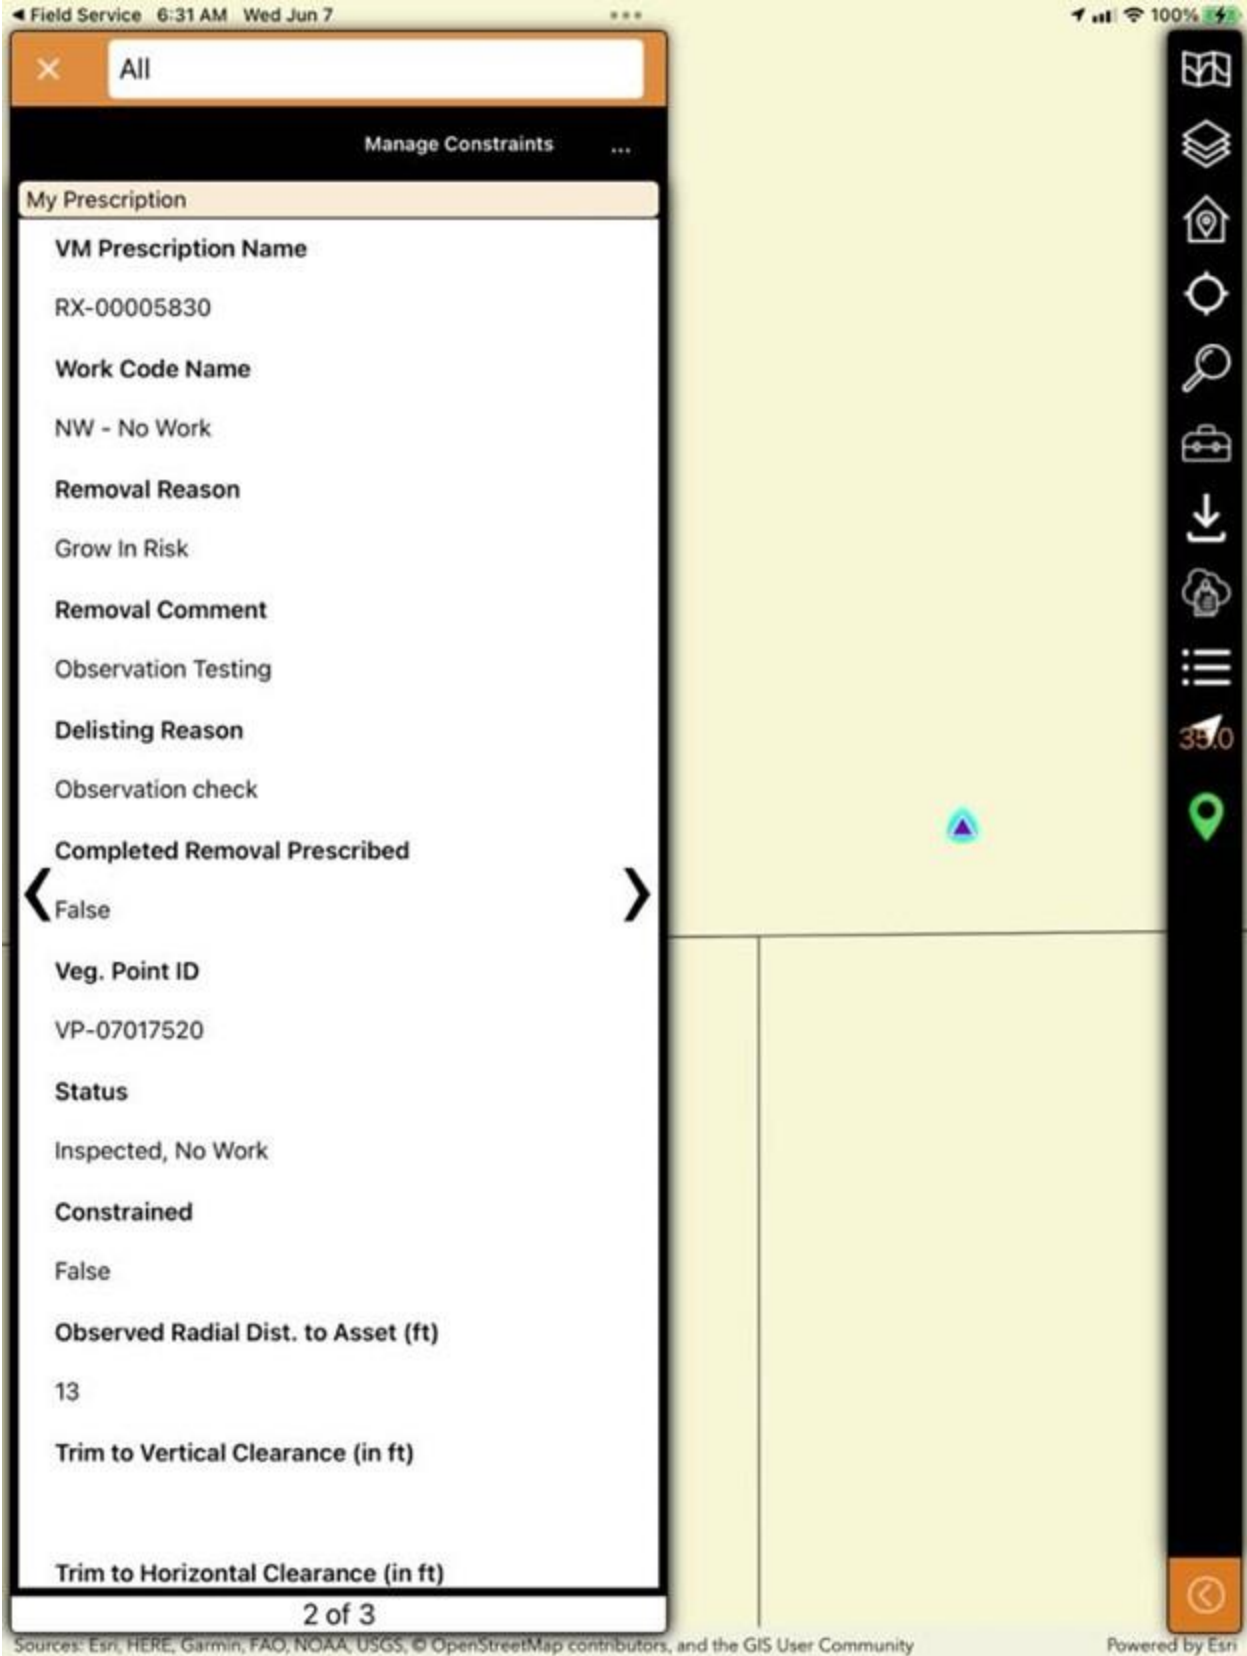 Field Service 6:31 AM Wed Jun 7
100%
All
Manage Constraints ...
My Prescription
VM Prescription Name
RX-00005830
Work Code Name
NW - No Work
Removal Reason
Grow In Risk
Removal Comment
Observation Testing
Delisting Reason
Observation check
Completed Removal Prescribed
False
Veg. Point ID
VP-07017520
Status
Inspected, No Work
Constrained
False
Observed Radial Dist. to Asset (ft)
13
Trim to Vertical Clearance (in ft)
Trim to Horizontal Clearance (in ft)
2 of 3
35.0
Sources: Esri, HERE, Garmin, FAO, NOAA, USGS, © OpenStreetMap contributors, and the GIS User Community
Powered by Esri